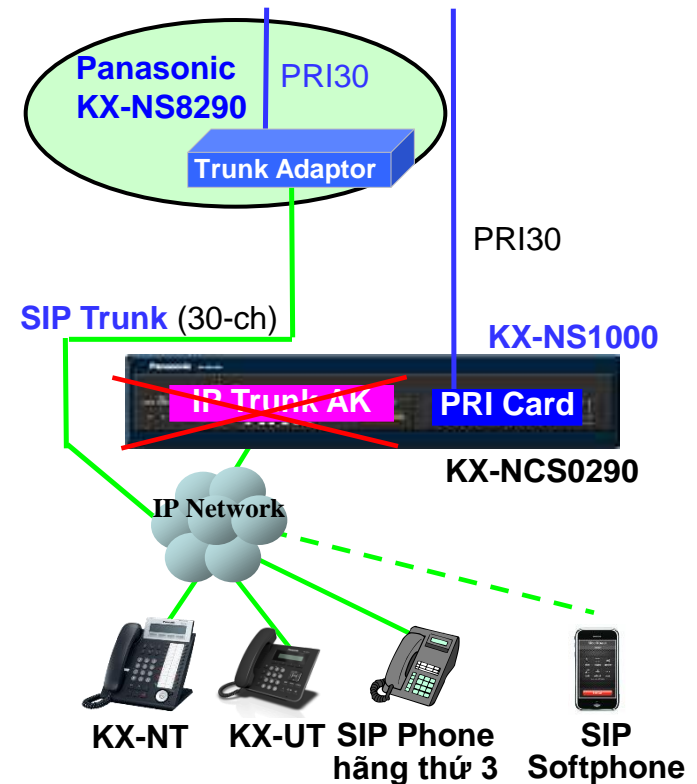 Panasonic
KX-NS8290
PRI30
Trunk Adaptor
PRI30
SIP Trunk (30-ch)
KX-NS1000
Panasonic
IP Trunk AK
PRI Card
KX-NCS0290
IP Network
KX-NT
KX-UT
SIP Phone
hãng thứ 3
SIP
Softphone